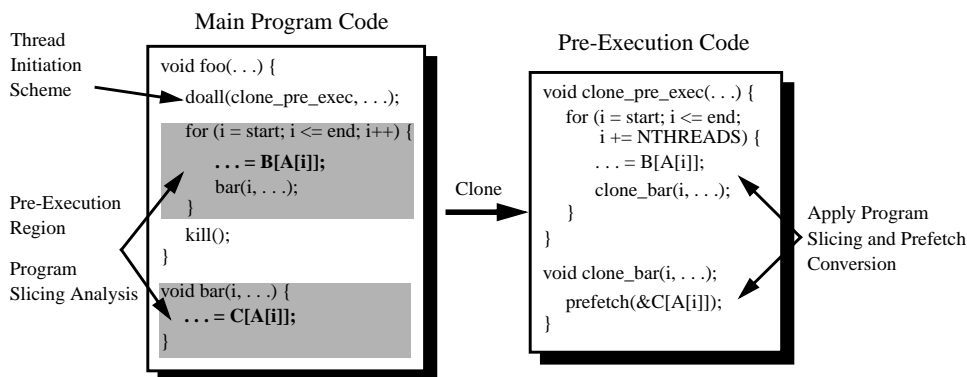 Main Program Code
Thread
Initiation
Scheme
void foo(. . .) {
doall(clone_pre_exec, . . .);
for (i = start; i <= end; i++) {
. . . = B[A[i]];
bar(i, . . .);
}
kill();
}
void bar(i, . . .) {
. . . = C[A[i]];
}
Pre-Execution
Region
Program
Slicing Analysis
Clone
Pre-Execution Code
void clone_pre_exec(. . .) {
for (i = start; i <= end;
i += NTHREADS) {
. . . = B[A[i]];
clone_bar(i, . . .);
}
}
void clone_bar(i, . . .);
prefetch(&C[A[i]]);
}
Apply Program
Slicing and Prefetch
Conversion